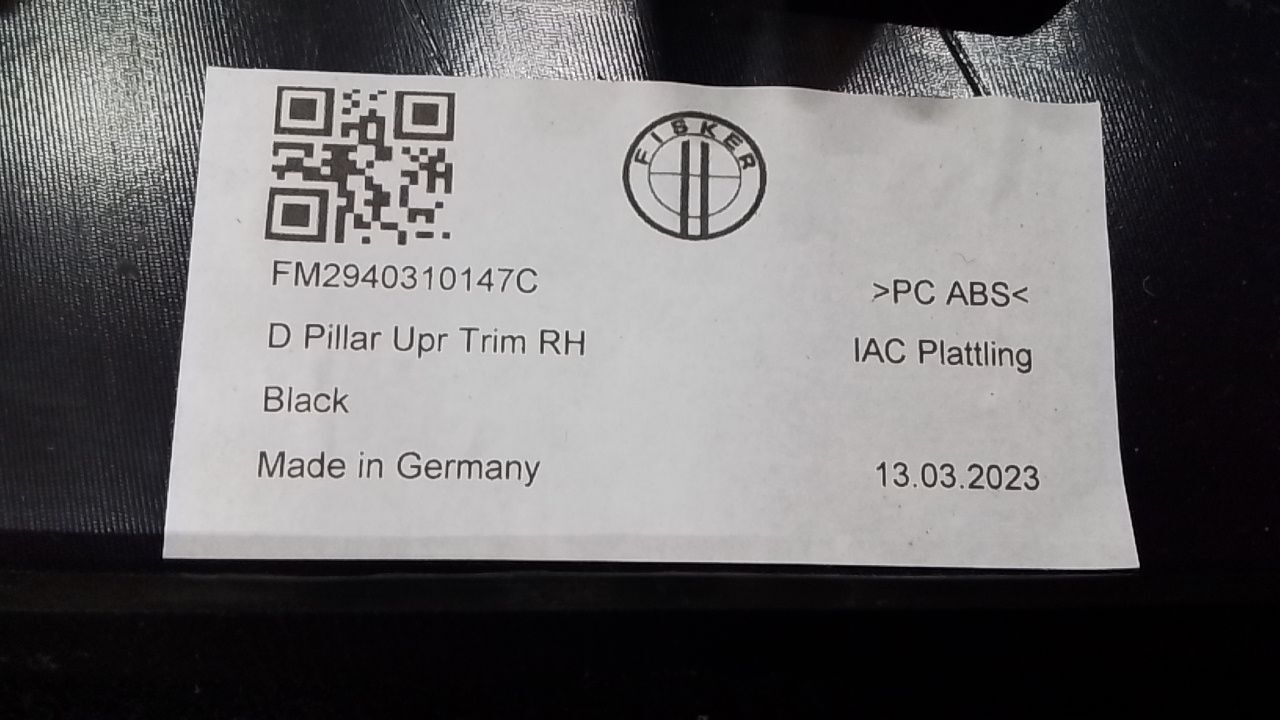 FISKER
FM2940310147C
>PC ABS<
D Pillar Upr Trim RH
IAC Plattling
Black
Made in Germany
13.03.2023